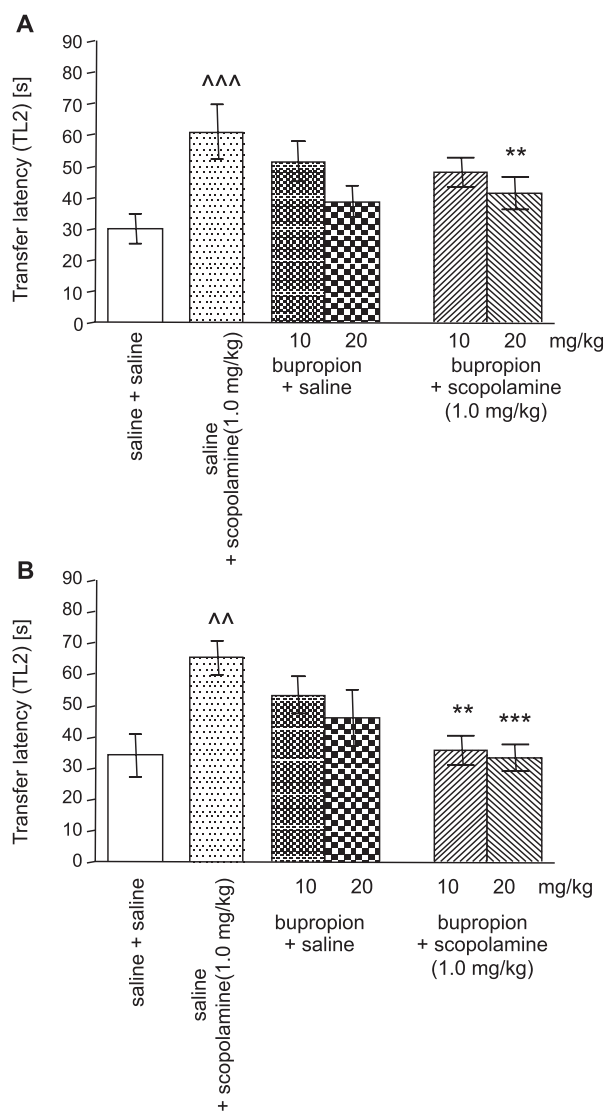 A
Transfer latency (TL2) [s]
90
80
70
60
50
40
30
20
10
0
^^^
**
saline + saline
saline
+ scopolamine(1.0 mg/kg)
10 20
bupropion
+ saline
10 20 mg/kg
bupropion
+ scopolamine
(1.0 mg/kg)
B
Transfer latency (TL2) [s]
90
80
70
60
50
40
30
20
10
0
^^
**
***
saline + saline
saline
+ scopolamine(1.0 mg/kg)
10 20
bupropion
+ saline
10 20 mg/kg
bupropion
+ scopolamine
(1.0 mg/kg)